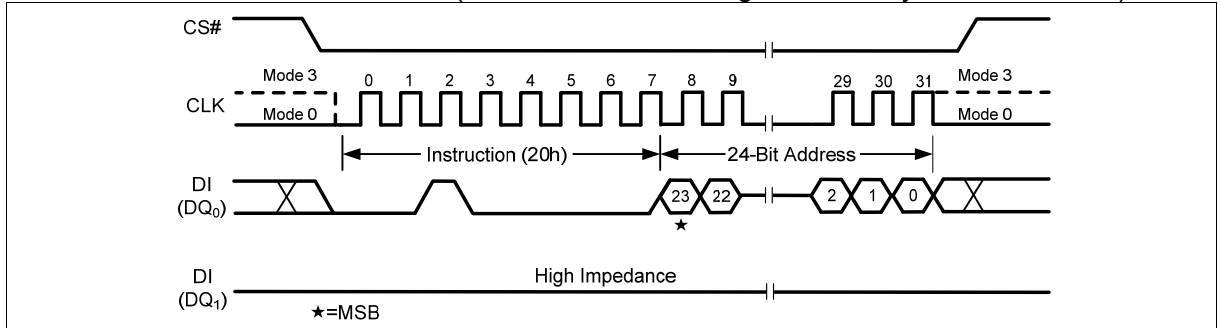 CS#
Mode 3 0 1 2 3 4 5 6 7 8 9 29 30 31 Mode 3
CLK
Mode 0 Mode 0
Instruction (20h) 24-Bit Address
DI
(DQ0) 23 22 2 1 0
★
DI High Impedance
(DQ1)
★=MSB